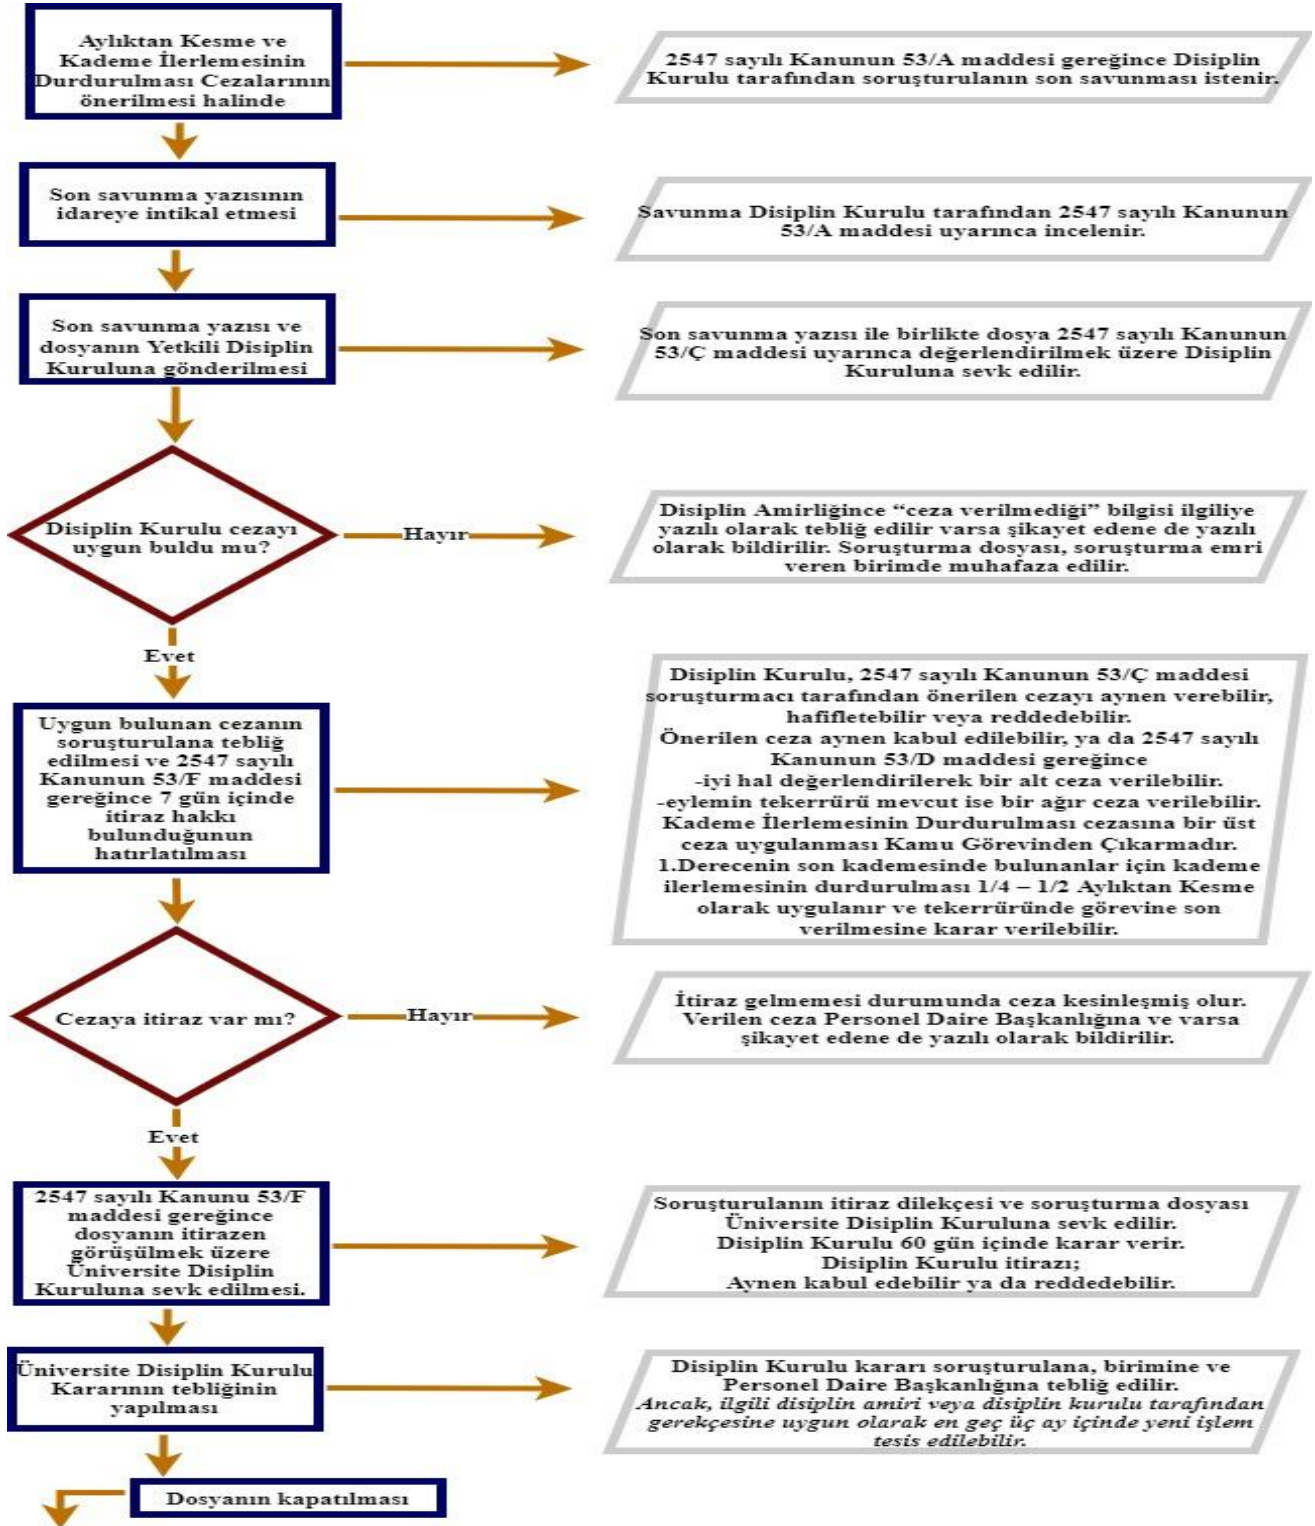 Aylıktan Kesme ve
Kademe İlerlemesinin
Durdurulması Cezalarının
önerilmesi halinde
2547 sayılı Kanunun 53/A maddesi gereğince Disiplin
Kurulu tarafından soruşturulanın son savunması istenir.
Son savunma yazısının
idareye intikal etmesi
Savunma Disiplin Kurulu tarafından 2547 sayılı Kanunun
53/A maddesi uyarınca incelenir.
Son savunma yazısı ve
dosyanın Yetkili Disiplin
Kuruluna gönderilmesi
Son savunma yazısı ile birlikte dosya 2547 sayılı Kanunun
53/Ç maddesi uyarınca değerlendirilmek üzere Disiplin
Kuruluna sevk edilir.
Disiplin Kurulu cezayı
uygun buldu mu?
Hayır
Disiplin Amirliğince “ceza verilmediği” bilgisi ilgiliye
yazılı olarak tebliğ edilir varsa şikayet edene de yazılı
olarak bildirilir. Soruşturma dosyası, soruşturma emri
veren birimde muhafaza edilir.
Evet
Uygun bulunan cezanın
soruşturulana tebliğ
edilmesi ve 2547 sayılı
Kanunun 53/F maddesi
gereğince 7 gün içinde
itiraz hakkı
bulunduğunun
hatırlatılması
Disiplin Kurulu, 2547 sayılı Kanunun 53/Ç maddesi
soruşturmacı tarafından önerilen cezayı aynen verebilir,
hafifletebilir veya reddedebilir.
Önerilen ceza aynen kabul edilebilir, ya da 2547 sayılı
Kanunun 53/D maddesi gereğince
-iyi hal değerlendirilerek bir alt ceza verilebilir.
-eylemin tekerrürü mevcut ise bir ağır ceza verilebilir.
Kademe İlerlemesinin Durdurulması cezasına bir üst
ceza uygulanması Kamu Görevinden Çıkarmadır.
1.Derecenin son kademesinde bulunanlar için kademe
ilerlemesinin durdurulması 1/4 – 1/2 Aylıktan Kesme
olarak uygulanır ve tekerrüründe görevine son
verilmesine karar verilebilir.
Cezaya itiraz var mı?
Hayır
İtiraz gelmemesi durumunda ceza kesinleşmiş olur.
Verilen ceza Personel Daire Başkanlığına ve varsa
şikayet edene de yazılı olarak bildirilir.
Evet
2547 sayılı Kanunu 53/F
maddesi gereğince
dosyanın itirazen
görüşülmek üzere
Üniversite Disiplin
Kuruluna sevk edilmesi.
Soruşturulanın itiraz dilekçesi ve soruşturma dosyası
Üniversite Disiplin Kuruluna sevk edilir.
Disiplin Kurulu 60 gün içinde karar verir.
Disiplin Kurulu itirazı;
Aynen kabul edebilir ya da reddedebilir.
Üniversite Disiplin Kurulu
Kararının tebliğinin
yapılması
Disiplin Kurulu kararı soruşturulana, birimine ve
Personel Daire Başkanlığına tebliğ edilir.
Ancak, ilgili disiplin amiri veya disiplin kurulu tarafından
gerekçesine uygun olarak en geç üç ay içinde yeni işlem
tesis edilebilir.
Dosyanın kapatılması